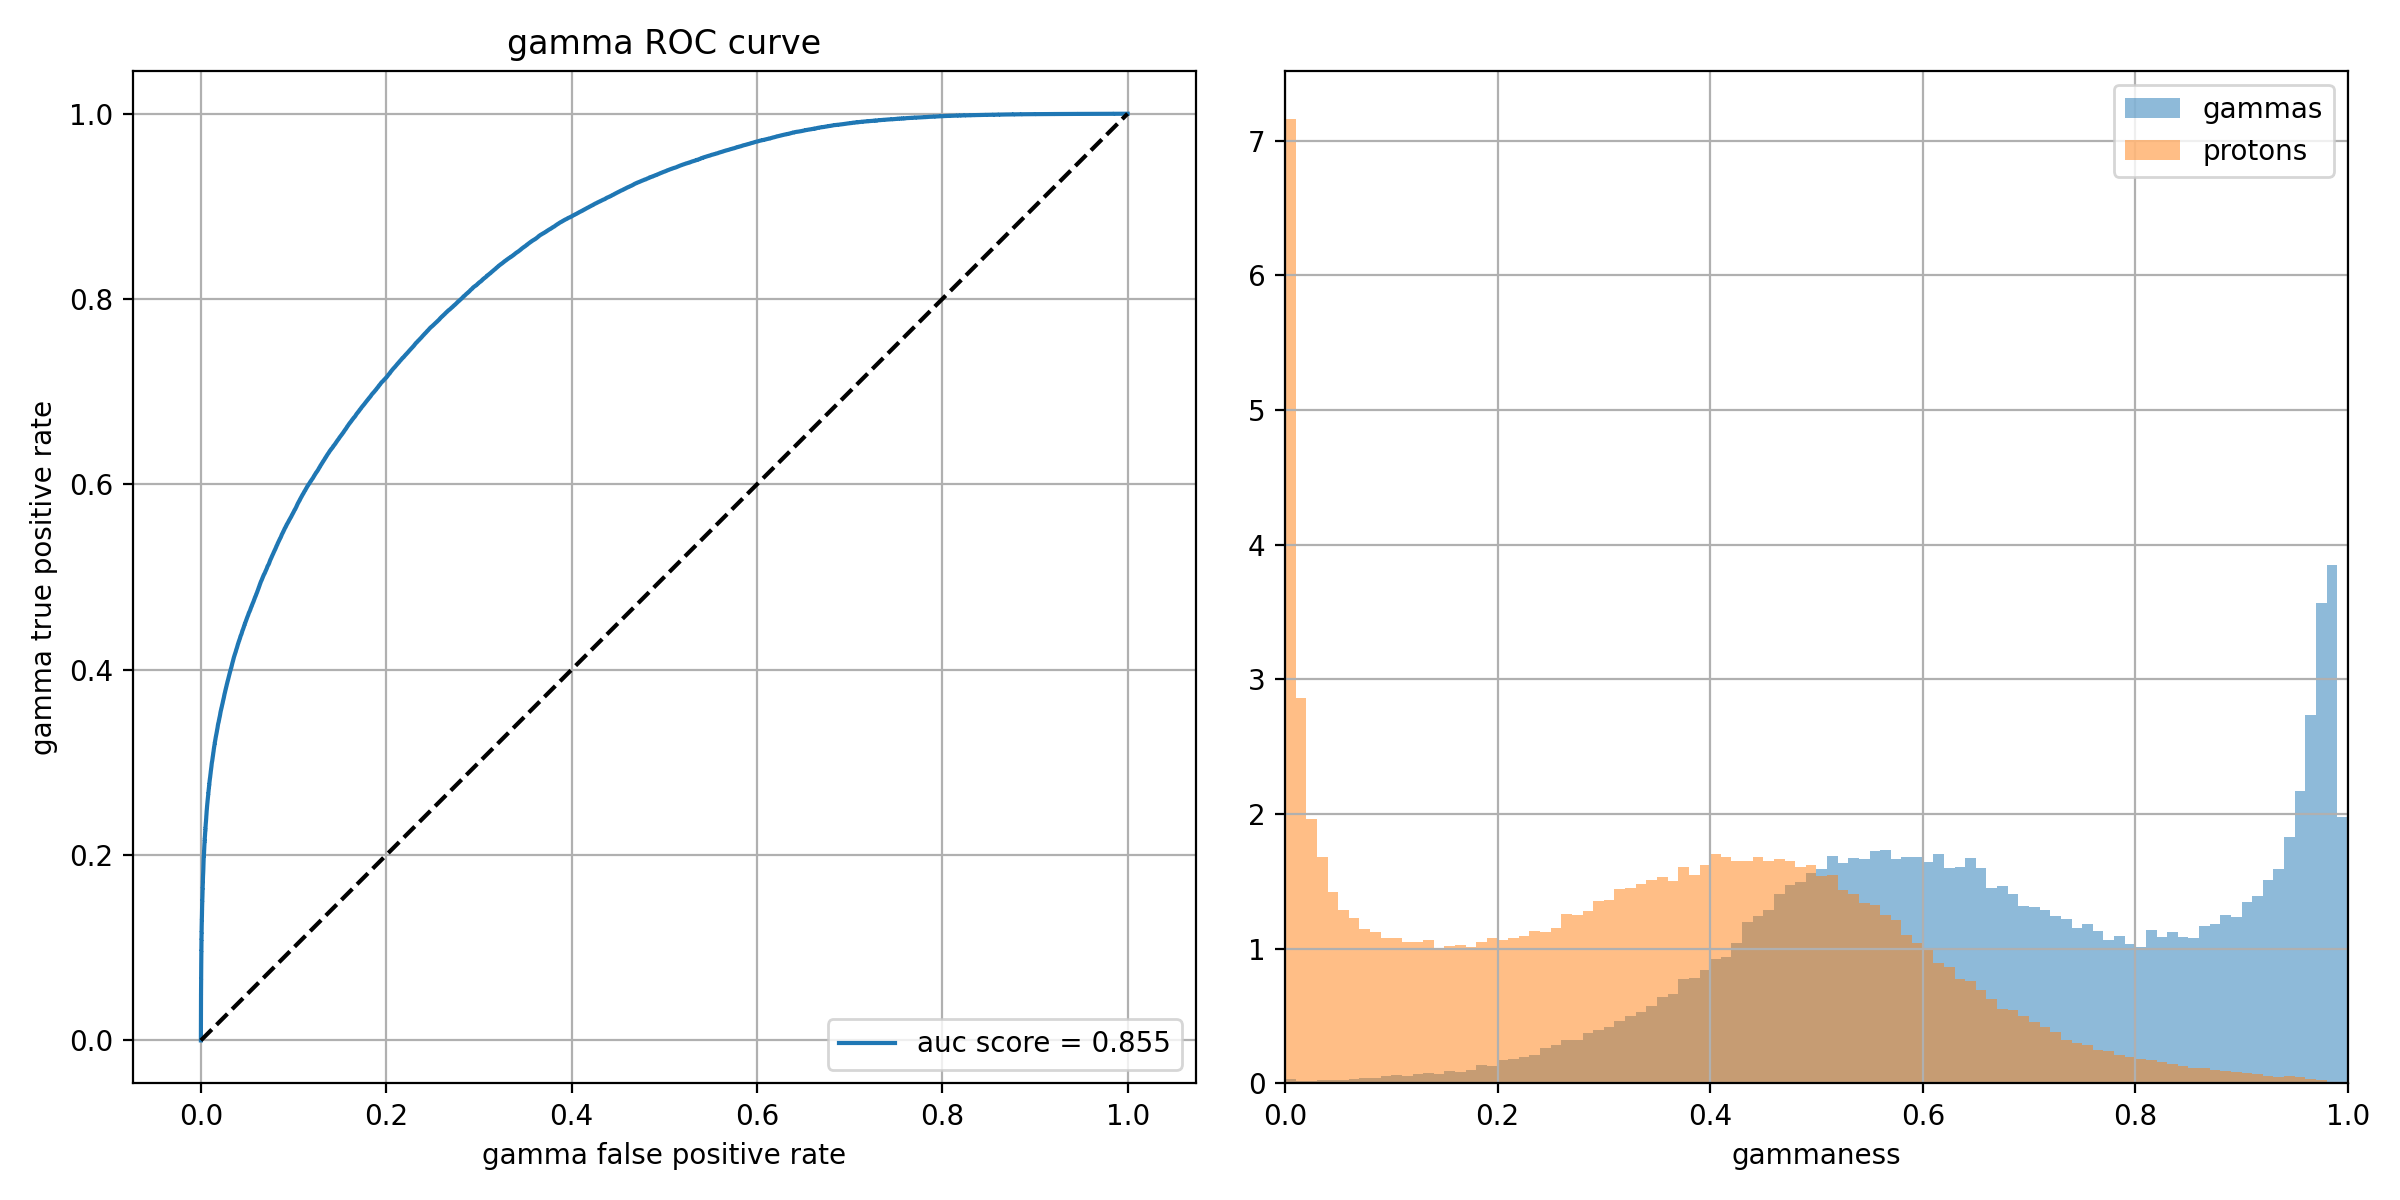 gamma ROC curve
gamma true positive rate
1.0
0.8
0.6
0.4
0.2
0.0
auc score = 0.855
0.0 0.2 0.4 0.6 0.8 1.0
gamma false positive rate
gammas
protons
7
6
5
4
3
2
1
0
0.0 0.2 0.4 0.6 0.8 1.0
gammaness